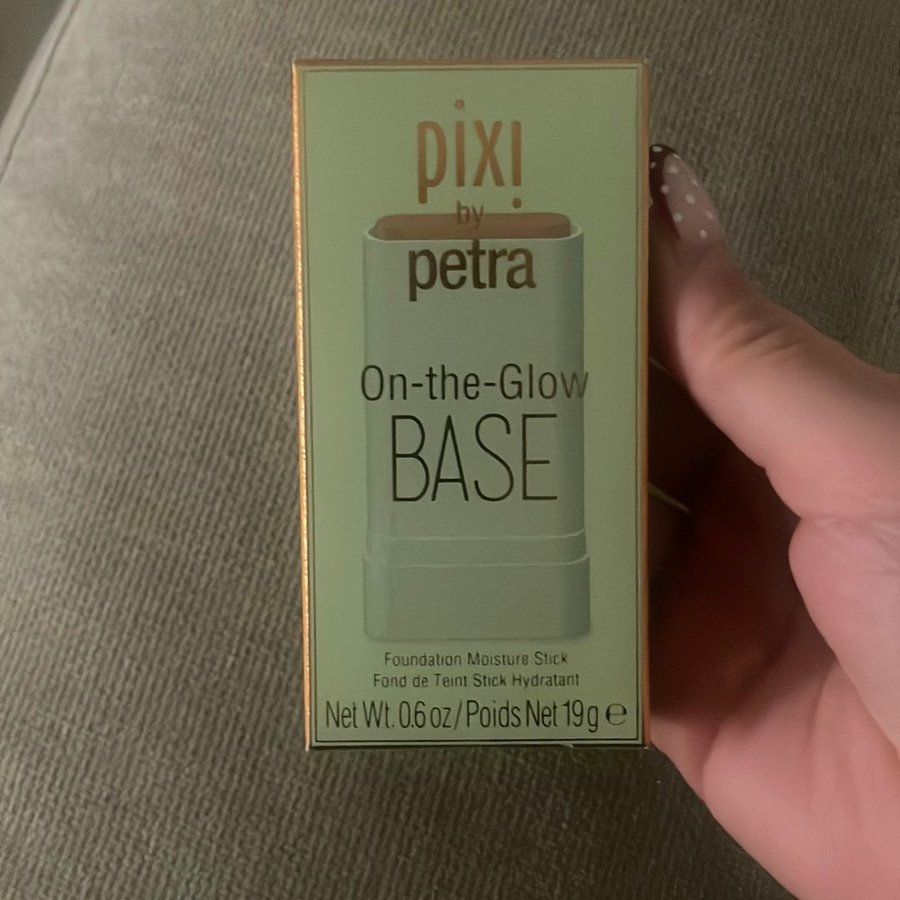 pixi
by
petra
On-the-Glow
BASE
Foundation Moisture Stick
Fond de Teint Stick Hydratant
Net Wt. 0.6 oz/Poids Net 19g ℮